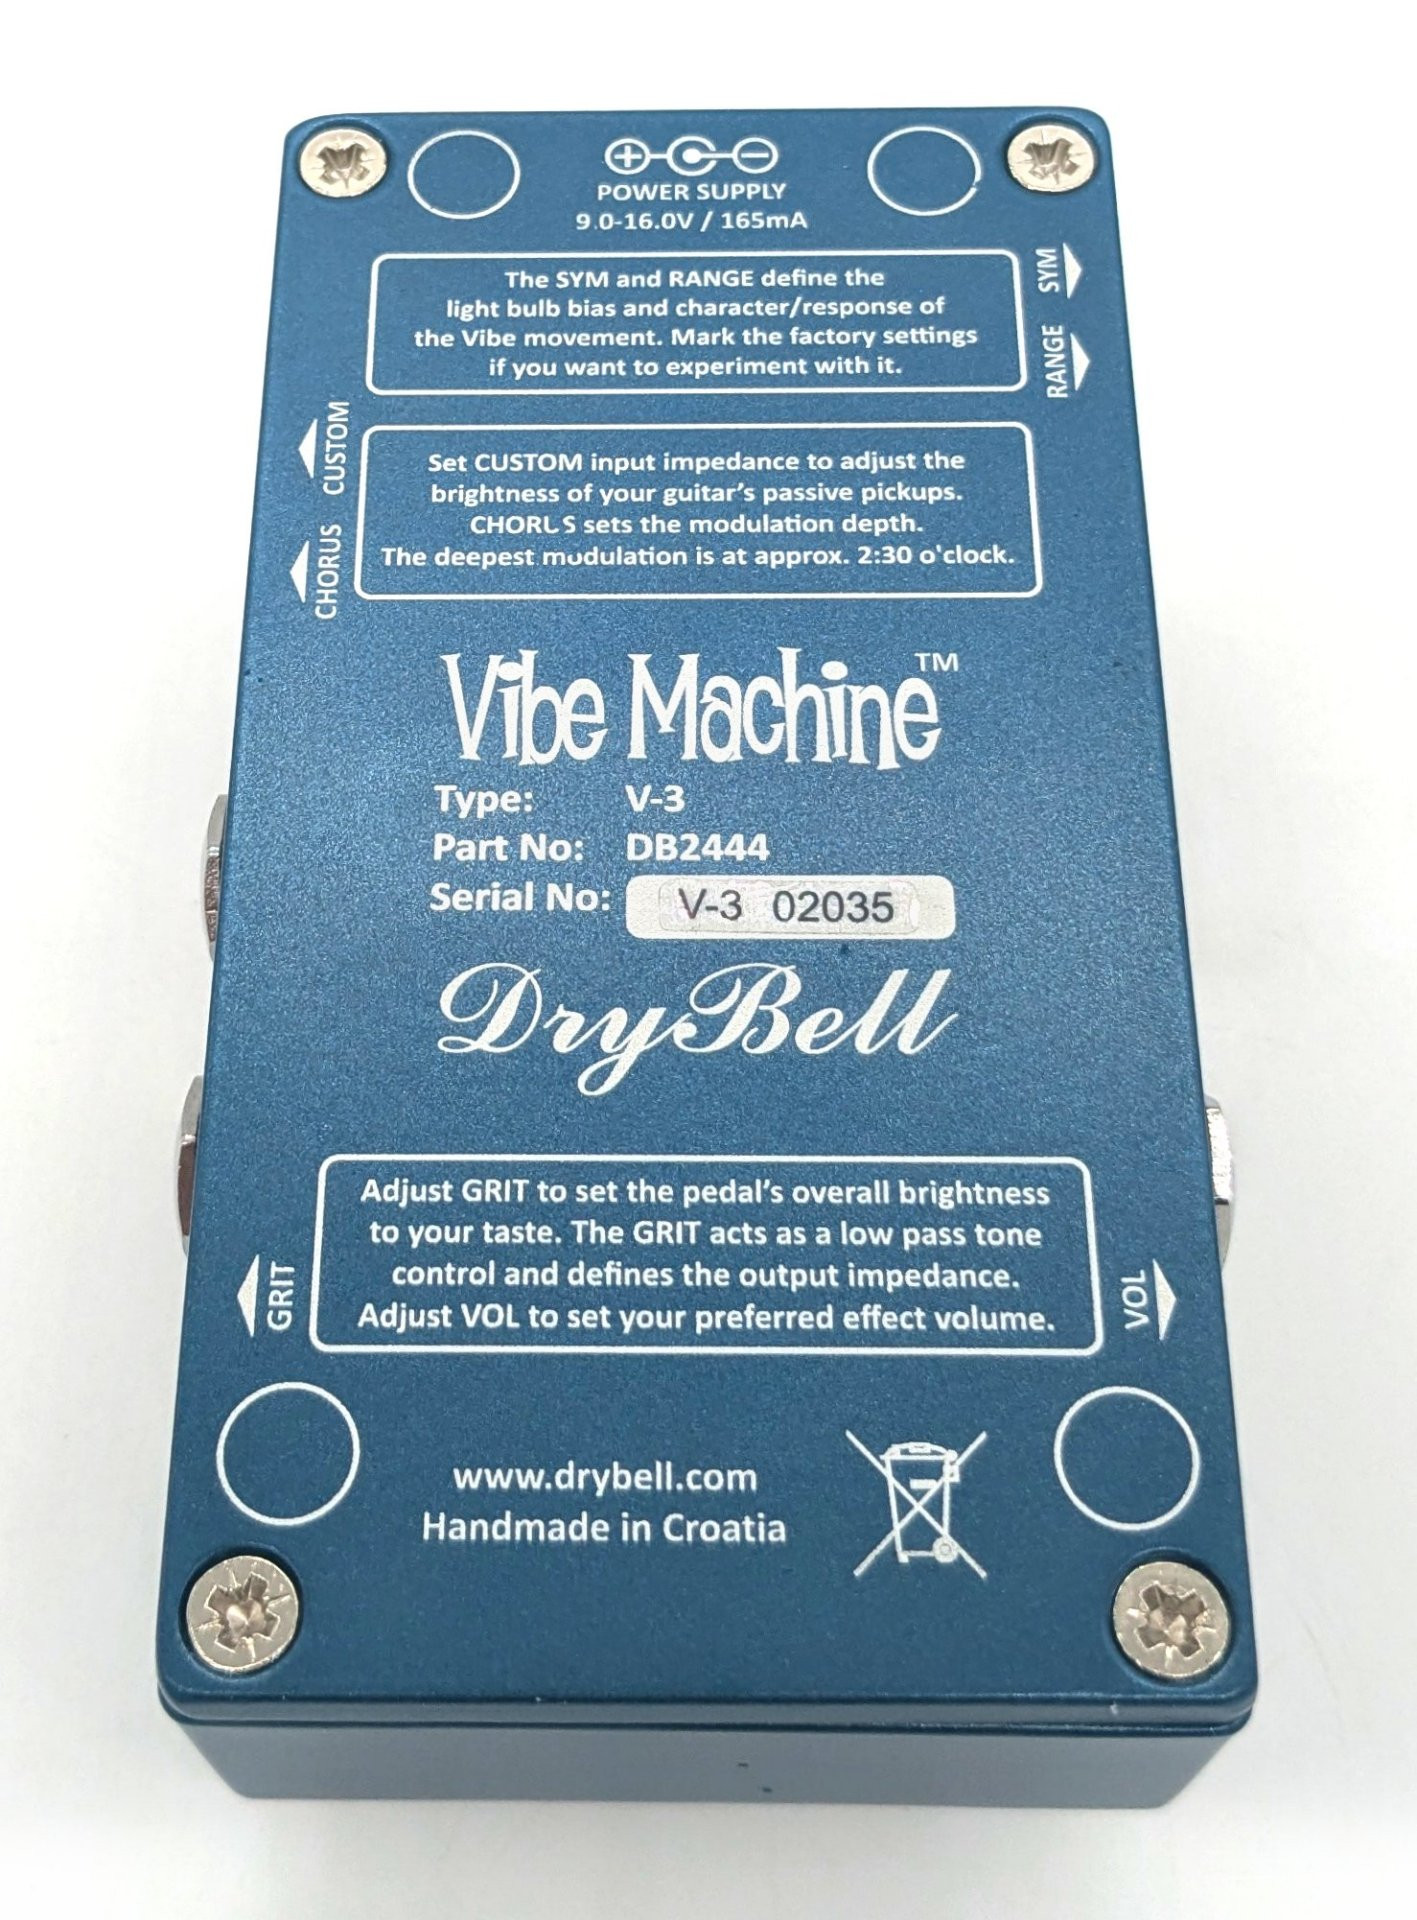 POWER SUPPLY
9.0-16.0V / 165mA
The SYM and RANGE define the
light bulb bias and character/response of
the Vibe movement. Mark the factory settings
if you want to experiment with it.
SYM
RANGE
CUSTOM
CHORUS
Set CUSTOM input impedance to adjust the
brightness of your guitar's passive pickups.
CHORUS sets the modulation depth.
The deepest modulation is at approx. 2:30 o'clock.
Vibe Machine™
Type: V-3
Part No: DB2444
Serial No: V-3 02035
DryBell
Adjust GRIT to set the pedal's overall brightness
to your taste. The GRIT acts as a low pass tone
control and defines the output impedance.
Adjust VOL to set your preferred effect volume.
GRIT
VOL
www.drybell.com
Handmade in Croatia